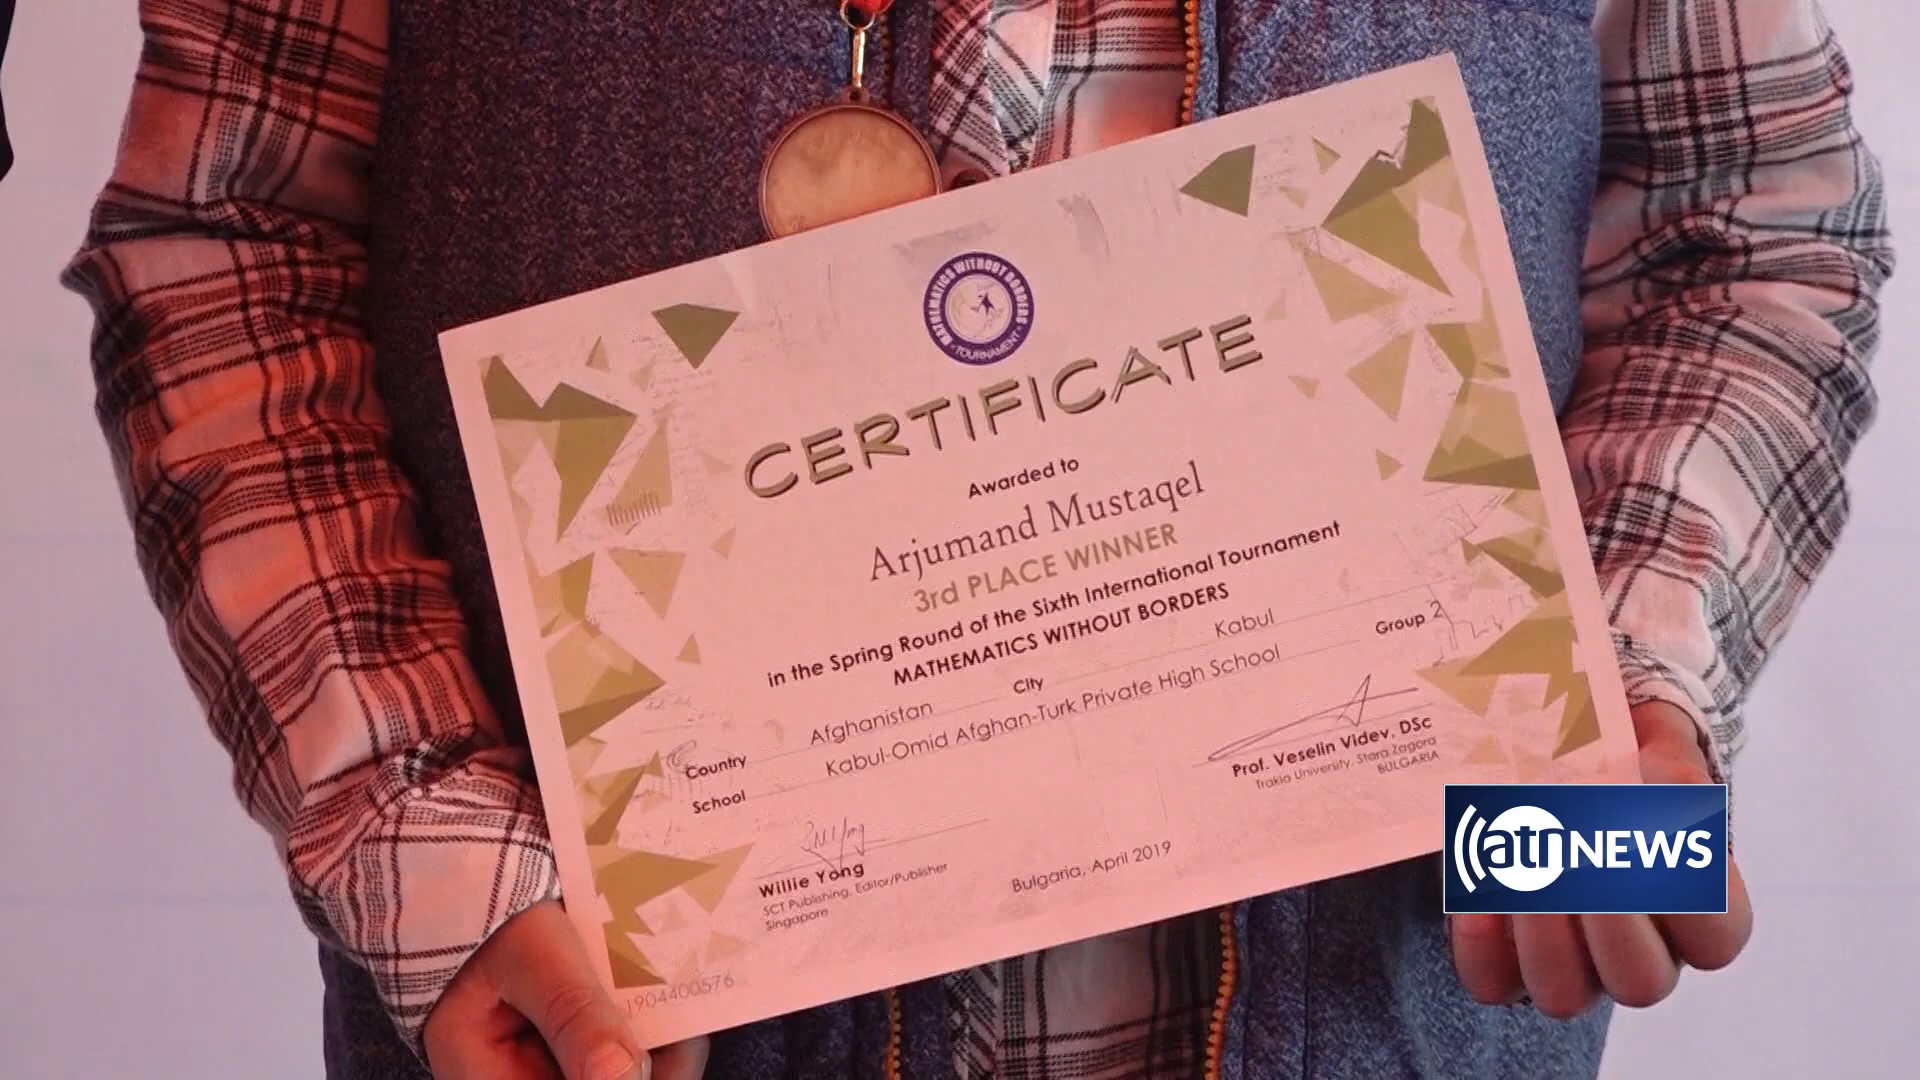 MATHEMATICS WITHOUT BORDERS
TOURNAMENT
CERTIFICATE
Awarded to
Arjumand Mustaqel
3rd PLACE WINNER
in the Spring Round of the Sixth International Tournament
MATHEMATICS WITHOUT BORDERS
Country Afghanistan City Kabul Group 2
School Kabul-Omid Afghan-Turk Private High School
Willie Yong
SCT Publishing, Editor/Publisher
Singapore
Bulgaria, April 2019
Prof. Veselin Videv, DSc
Trakia University, Stara Zagora
BULGARIA
1904400576
atn NEWS